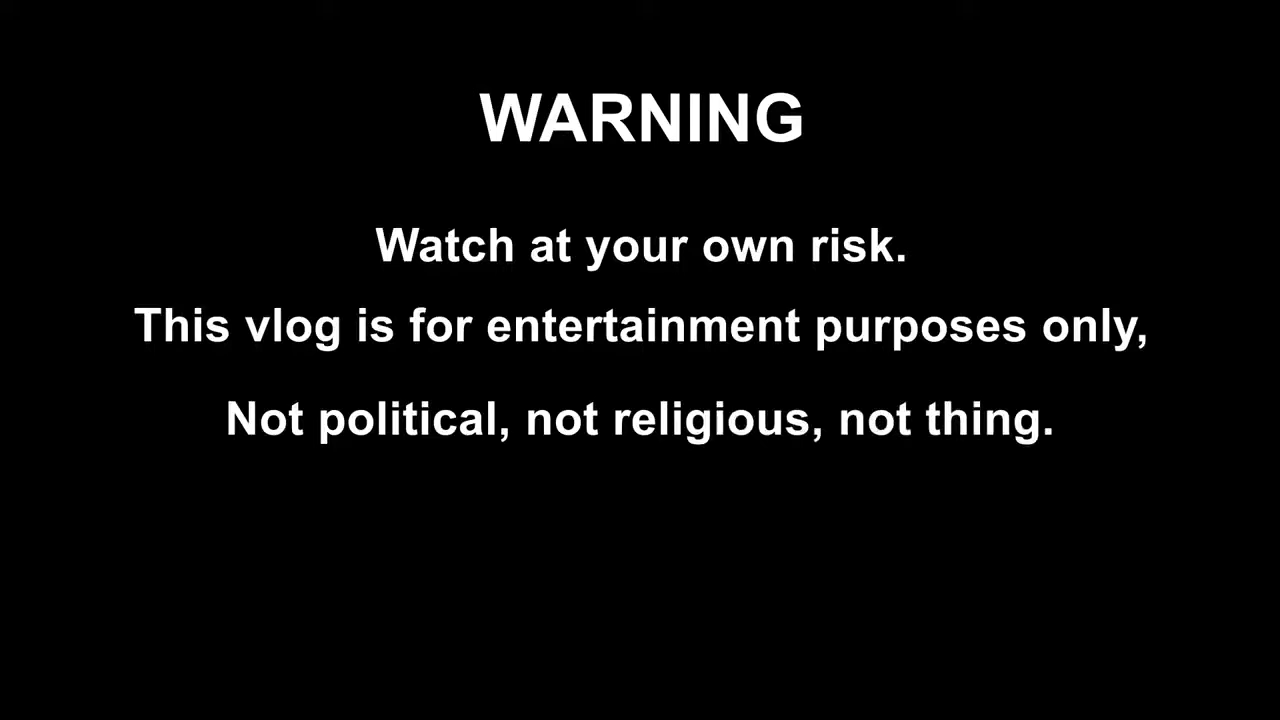 WARNING
Watch at your own risk.
This vlog is for entertainment purposes only,
Not political, not religious, not thing.